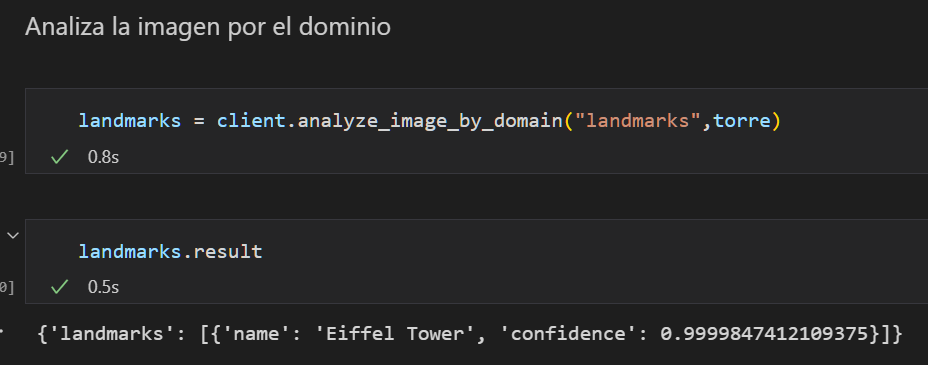 Analiza la imagen por el dominio
landmarks = client.analyze_image_by_domain("landmarks",torre)
9] 0.8s
landmarks.result
0] 0.5s
{'landmarks': [{'name': 'Eiffel Tower', 'confidence': 0.9999847412109375}]}